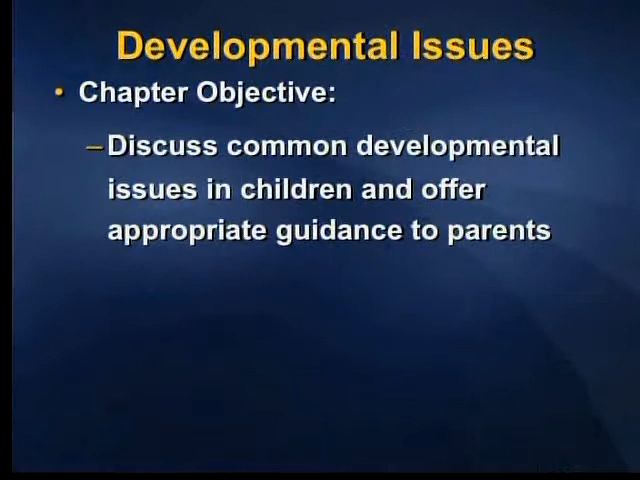 Developmental Issues
• Chapter Objective:
– Discuss common developmental
issues in children and offer
appropriate guidance to parents